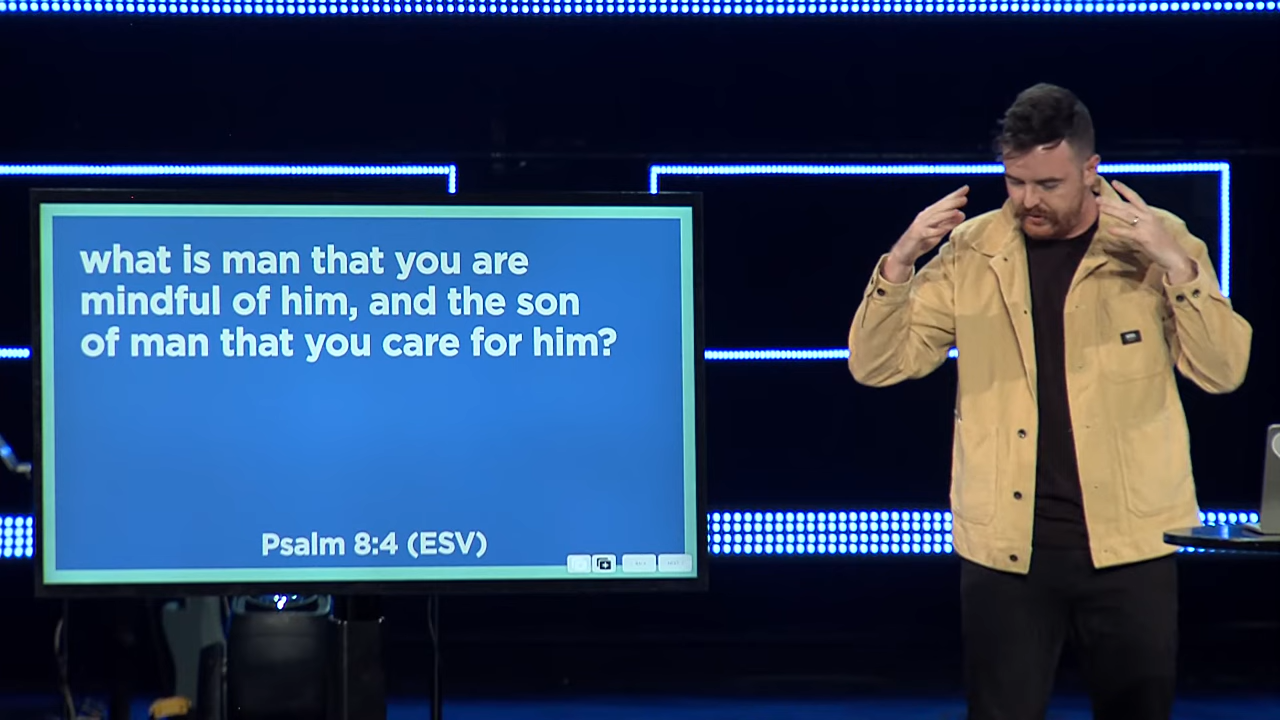 what is man that you are
mindful of him, and the son
of man that you care for him?
Psalm 8:4 (ESV)